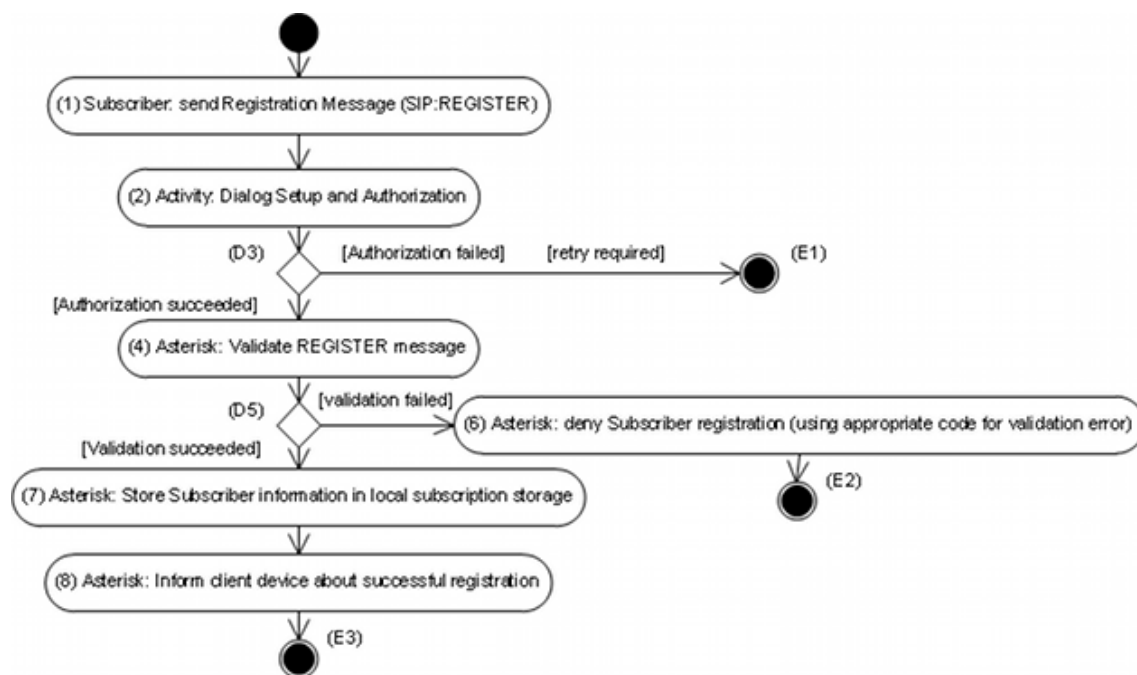 (1) Subscriber: send Registration Message (SIP:REGISTER)
(2) Activity: Dialog Setup and Authorization
(D3) [Authorization failed] [retry required] (E1)
[Authorization succeeded]
(4) Asterisk: Validate REGISTER message
(D5) [validation failed]
(6) Asterisk: deny Subscriber registration (using appropriate code for validation error)
[Validation succeeded]
(E2)
(7) Asterisk: Store Subscriber information in local subscription storage
(8) Asterisk: Inform client device about successful registration
(E3)